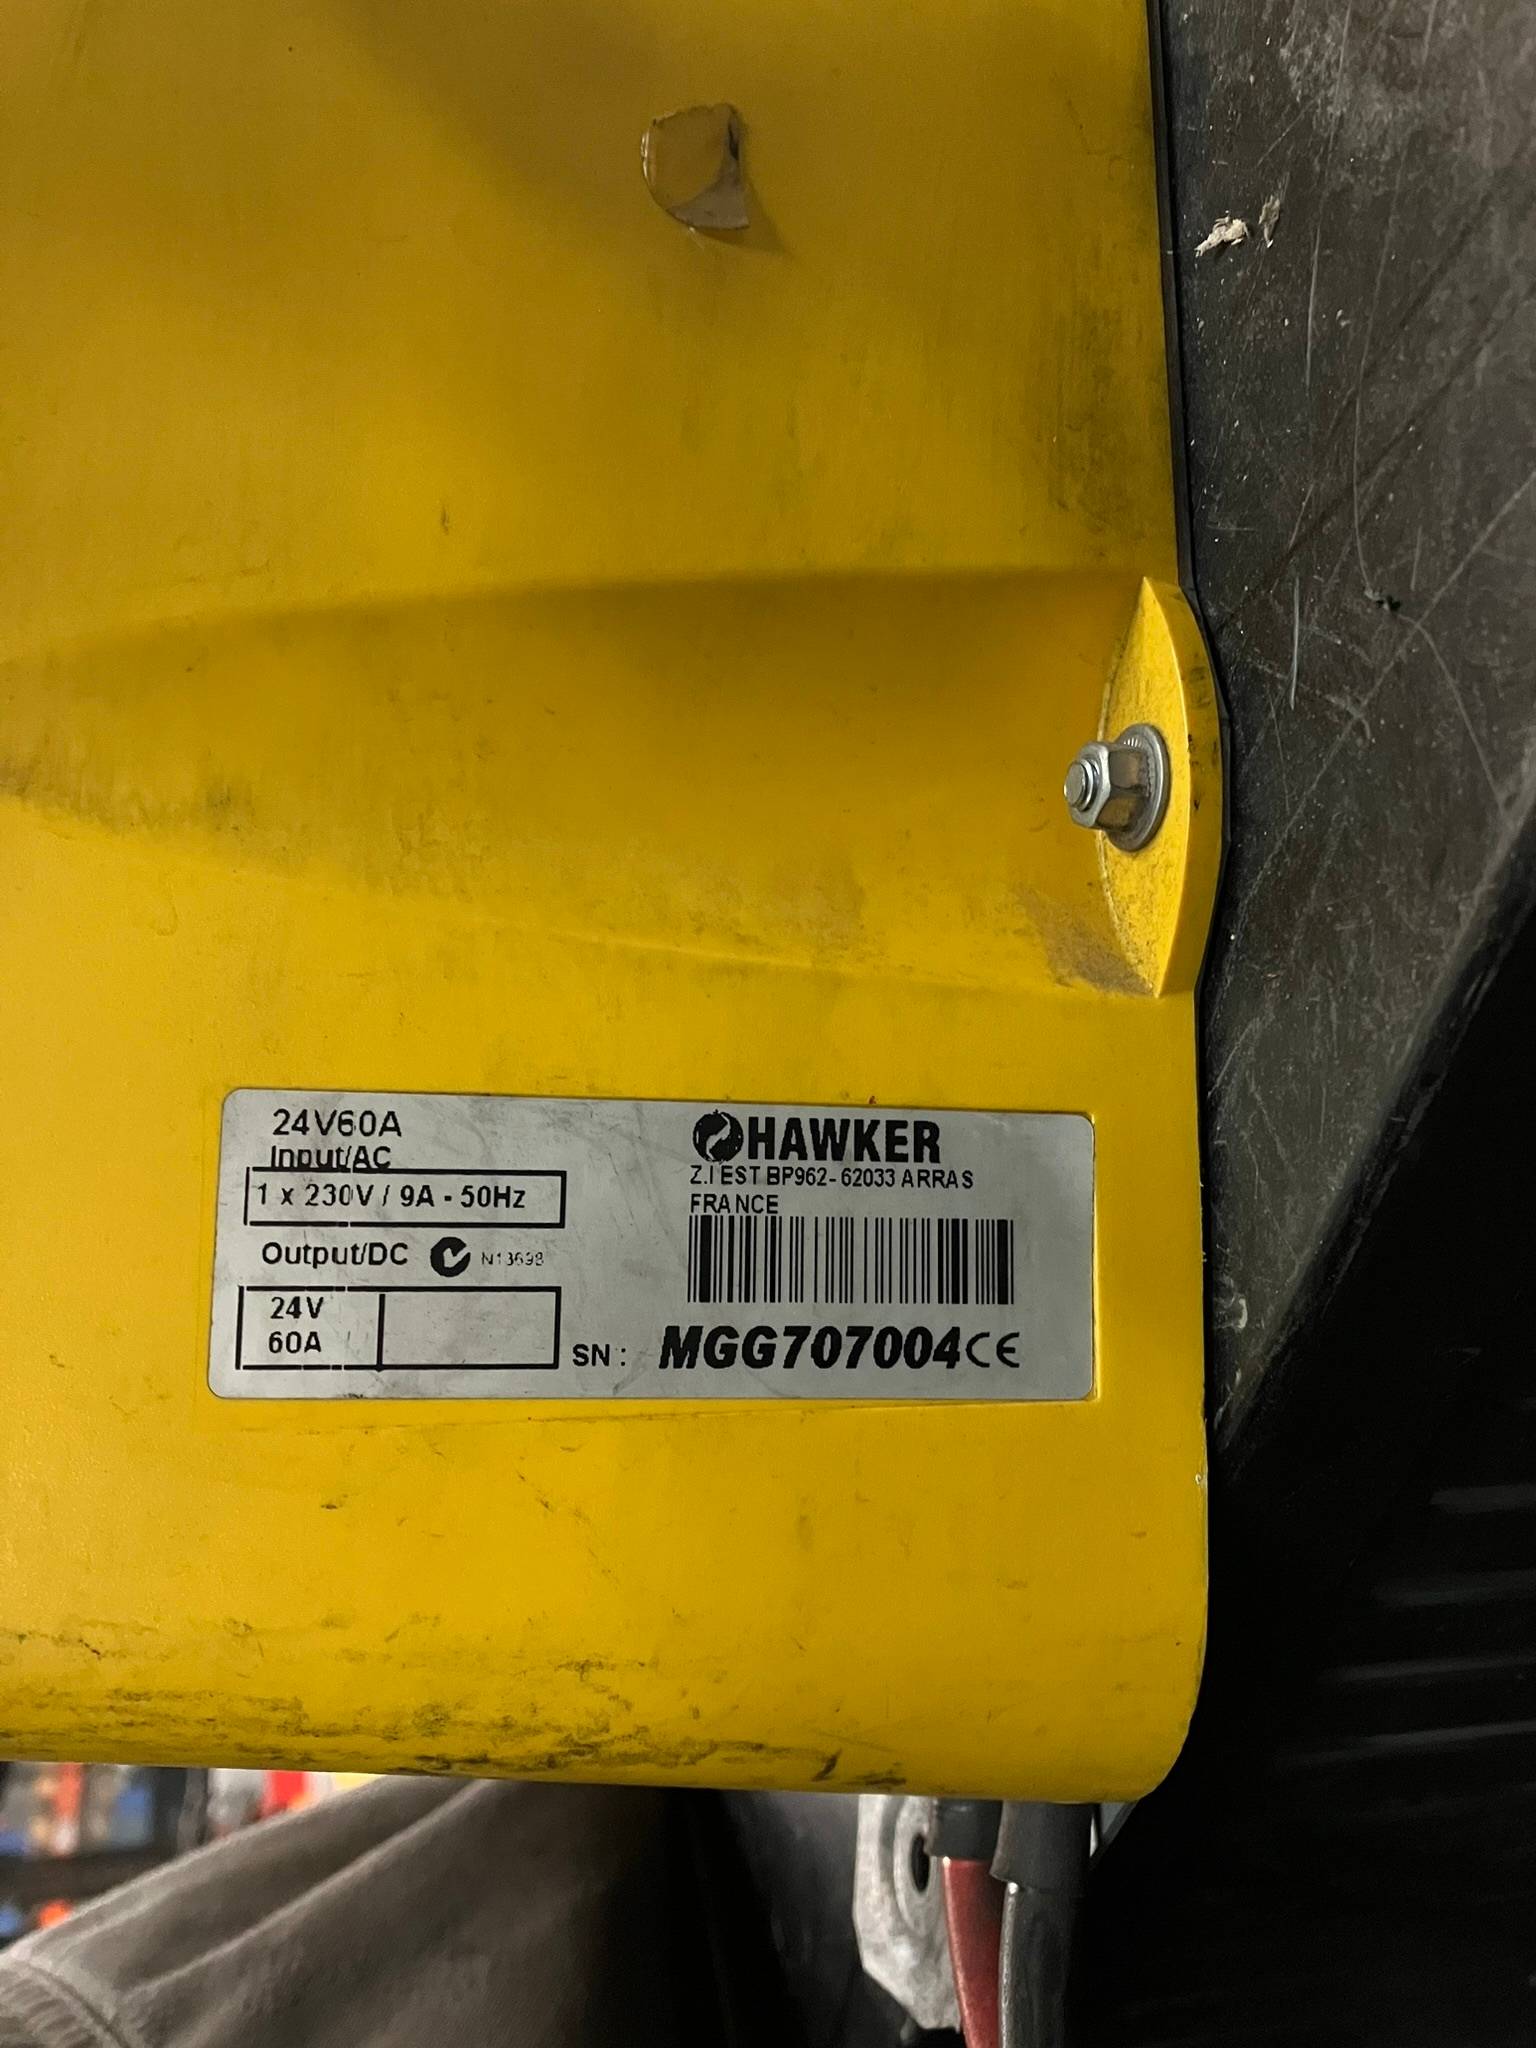 24V60A
Input/AC
1 x 230V / 9A - 50Hz
Output/DC N13698
24V
60A
HAWKER
Z.I EST BP962- 62033 ARRAS
FRANCE
SN : MGG707004 CE